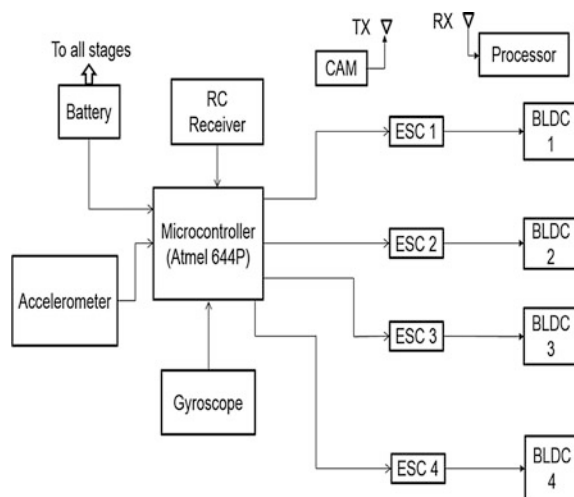 To all stages
Battery
RC
Receiver
TX
CAM
RX
Processor
ESC 1
BLDC
1
Microcontroller
(Atmel 644P)
ESC 2
BLDC
2
Accelerometer
ESC 3
BLDC
3
Gyroscope
ESC 4
BLDC
4